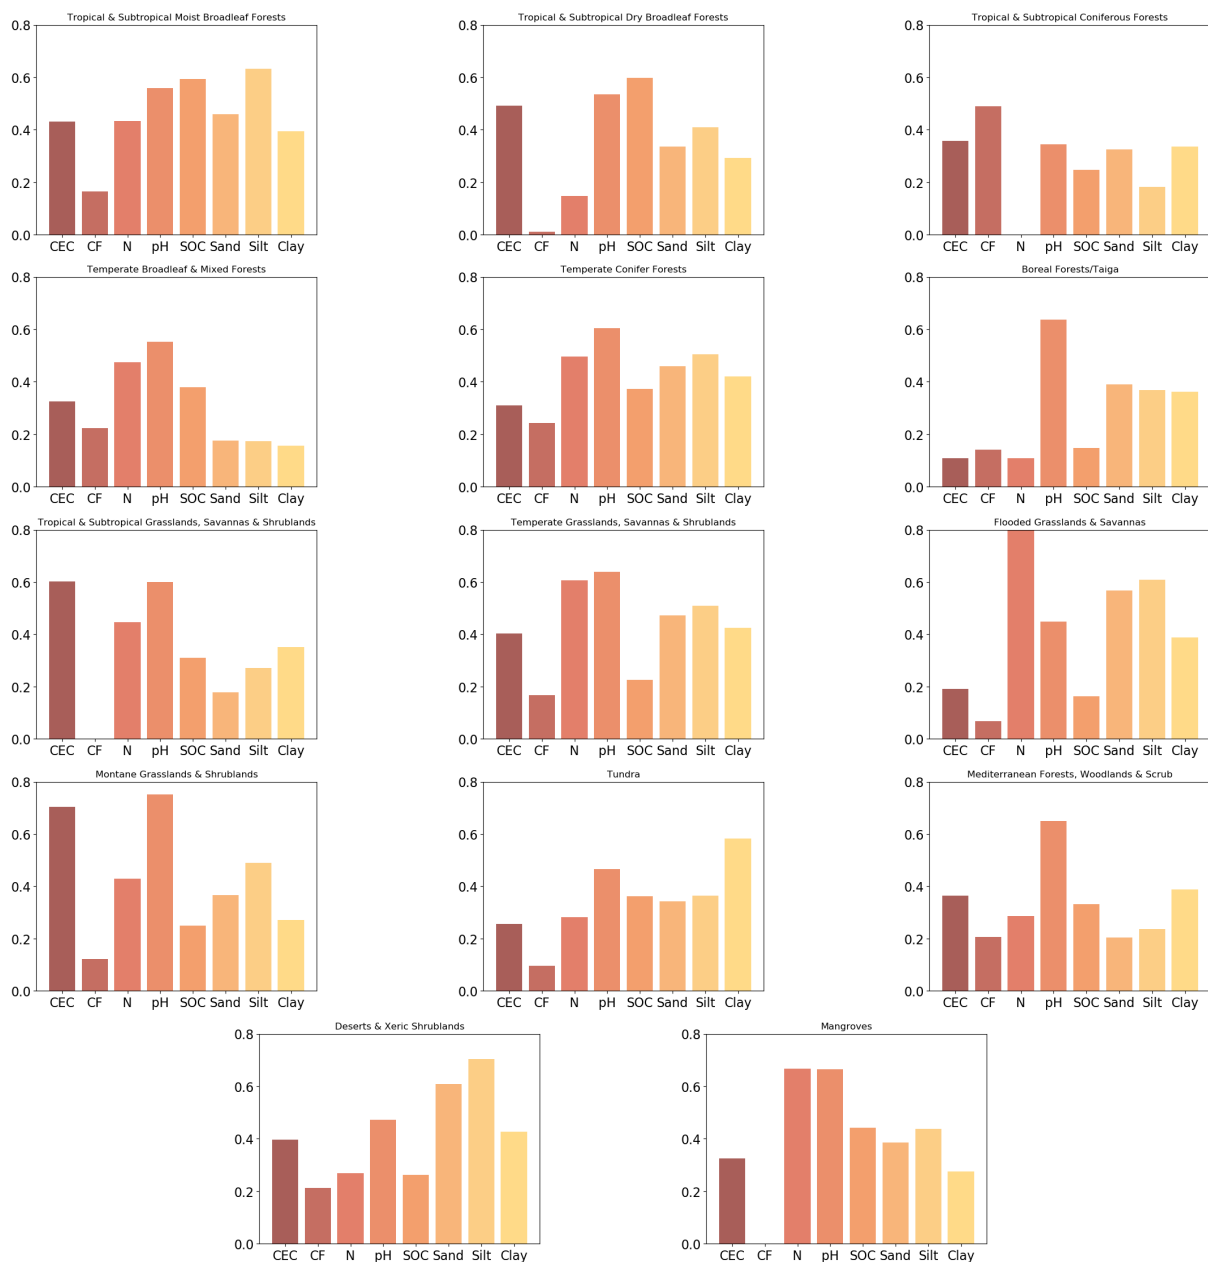 Tropical & Subtropical Moist Broadleaf Forests
0.8
0.6
0.4
0.2
0.0
CEC CF N pH SOC Sand Silt Clay
Tropical & Subtropical Dry Broadleaf Forests
0.8
0.6
0.4
0.2
0.0
CEC CF N pH SOC Sand Silt Clay
Tropical & Subtropical Coniferous Forests
0.8
0.6
0.4
0.2
0.0
CEC CF N pH SOC Sand Silt Clay
Temperate Broadleaf & Mixed Forests
0.8
0.6
0.4
0.2
0.0
CEC CF N pH SOC Sand Silt Clay
Temperate Conifer Forests
0.8
0.6
0.4
0.2
0.0
CEC CF N pH SOC Sand Silt Clay
Boreal Forests/Taiga
0.8
0.6
0.4
0.2
0.0
CEC CF N pH SOC Sand Silt Clay
Tropical & Subtropical Grasslands, Savannas & Shrublands
0.8
0.6
0.4
0.2
0.0
CEC CF N pH SOC Sand Silt Clay
Temperate Grasslands, Savannas & Shrublands
0.8
0.6
0.4
0.2
0.0
CEC CF N pH SOC Sand Silt Clay
Flooded Grasslands & Savannas
0.8
0.6
0.4
0.2
0.0
CEC CF N pH SOC Sand Silt Clay
Montane Grasslands & Shrublands
0.8
0.6
0.4
0.2
0.0
CEC CF N pH SOC Sand Silt Clay
Tundra
0.8
0.6
0.4
0.2
0.0
CEC CF N pH SOC Sand Silt Clay
Mediterranean Forests, Woodlands & Scrub
0.8
0.6
0.4
0.2
0.0
CEC CF N pH SOC Sand Silt Clay
Deserts & Xeric Shrublands
0.8
0.6
0.4
0.2
0.0
CEC CF N pH SOC Sand Silt Clay
Mangroves
0.8
0.6
0.4
0.2
0.0
CEC CF N pH SOC Sand Silt Clay